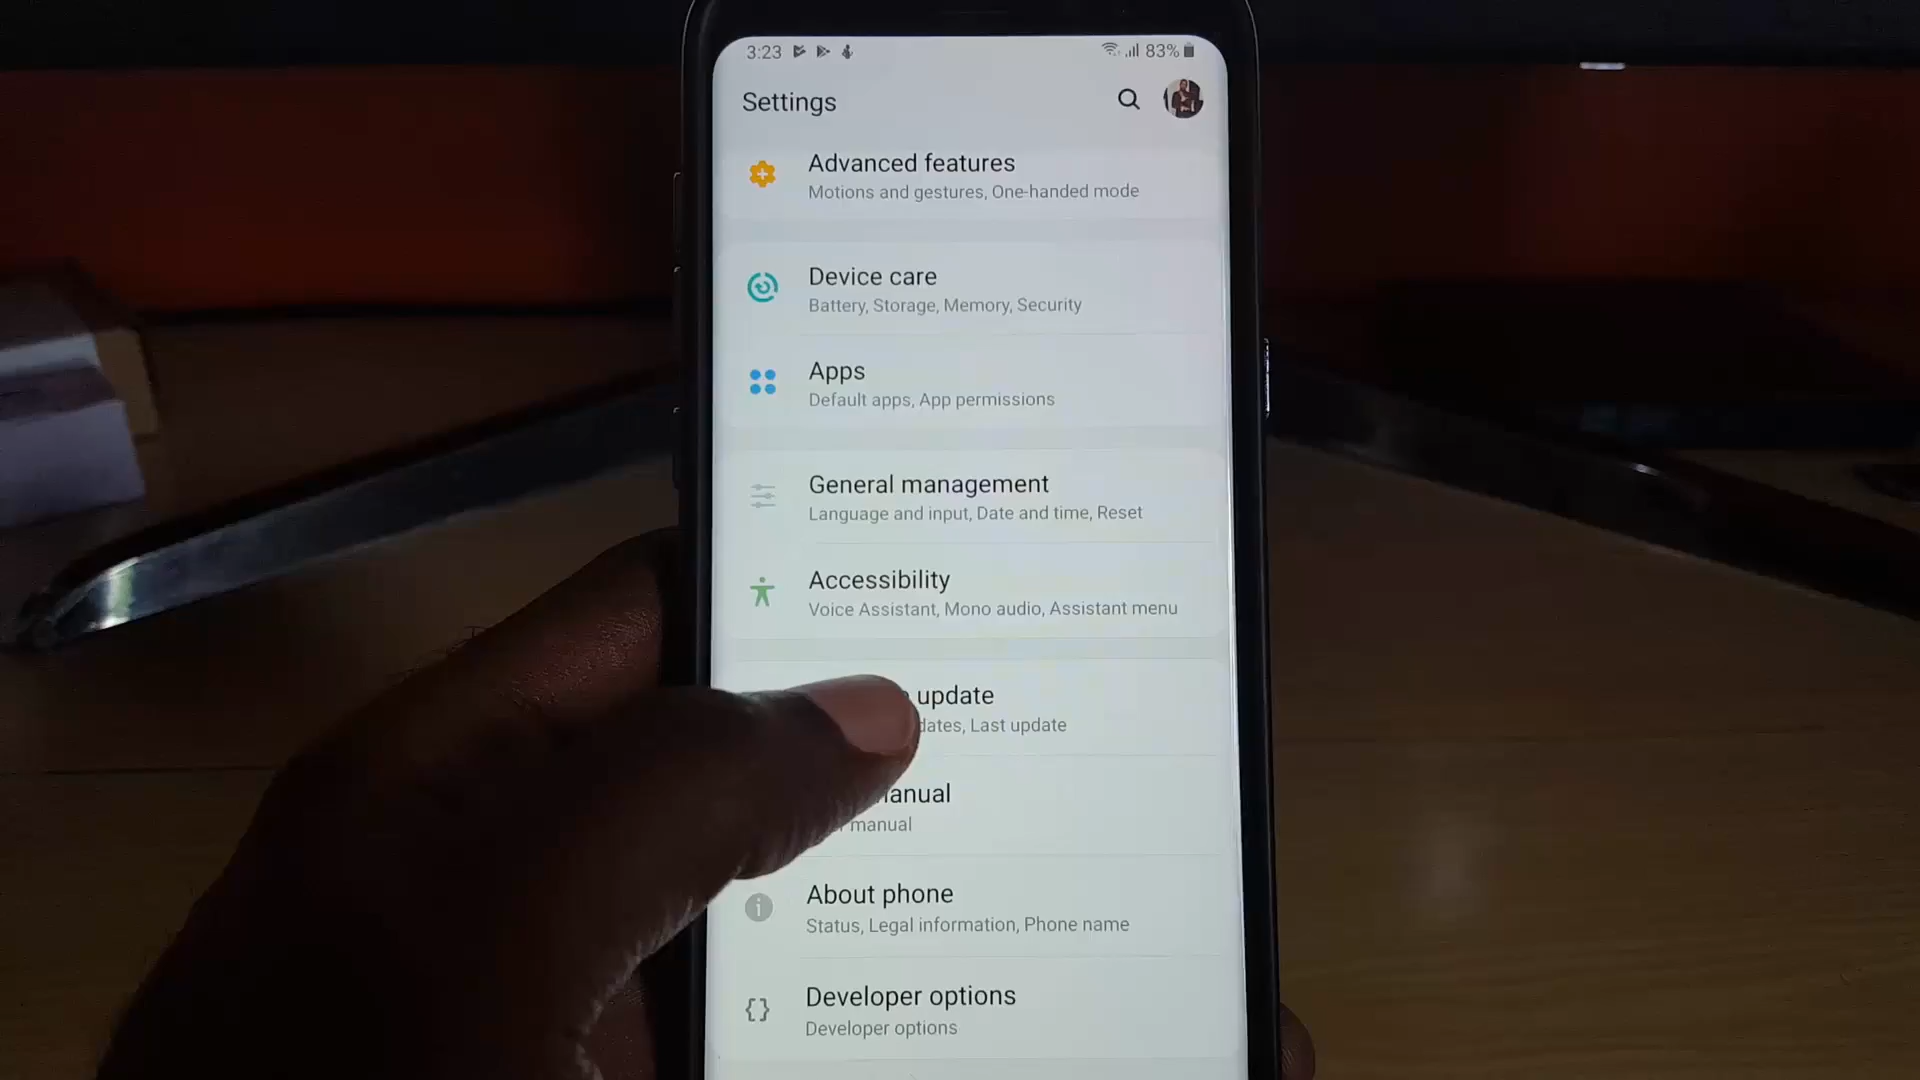 3:23 83%
Settings
Advanced features
Motions and gestures, One-handed mode
Device care
Battery, Storage, Memory, Security
Apps
Default apps, App permissions
General management
Language and input, Date and time, Reset
Accessibility
Voice Assistant, Mono audio, Assistant menu
update
Last update
manual
About phone
Status, Legal information, Phone name
Developer options
Developer options